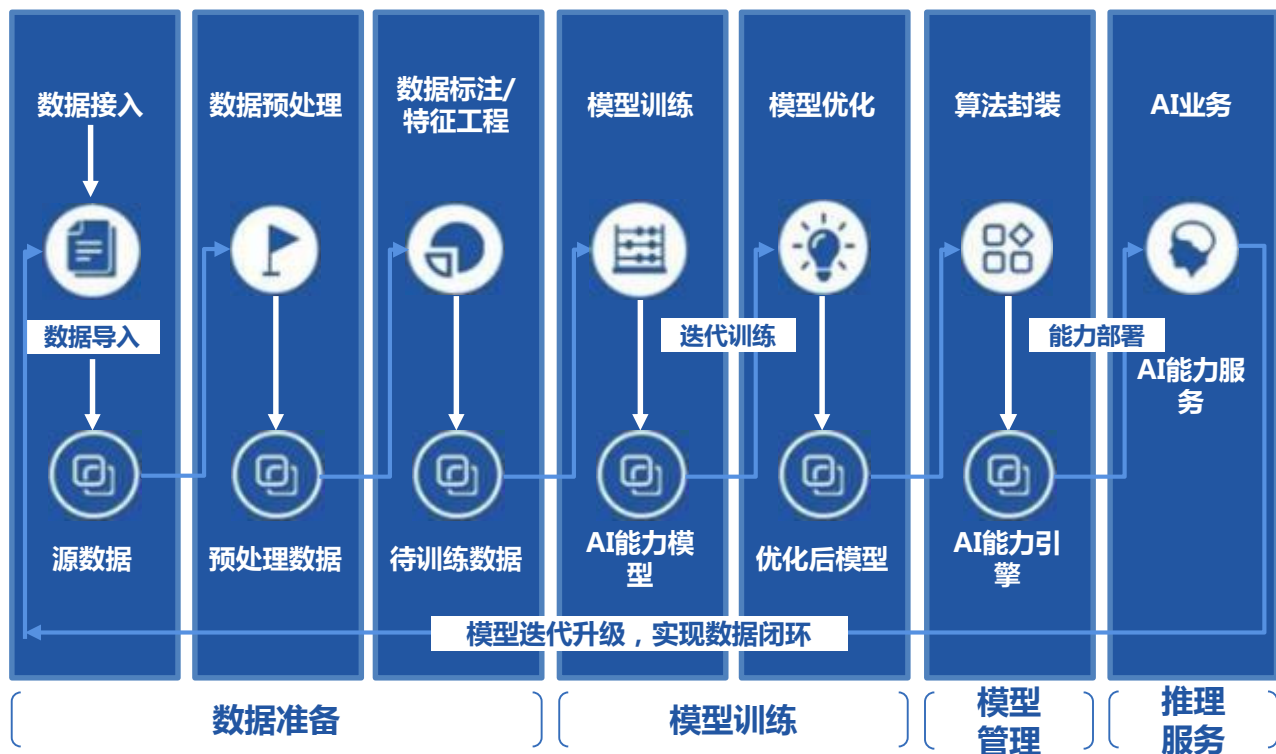 数据接入
数据预处理
数据标注/
特征工程
模型训练
模型优化
算法封装
AI业务
数据导入
迭代训练
能力部署
AI能力服
务
源数据
预处理数据
待训练数据
AI能力模
型
优化后模型
AI能力引
擎
模型迭代升级，实现数据闭环
数据准备
模型训练
模型
管理
推理
服务